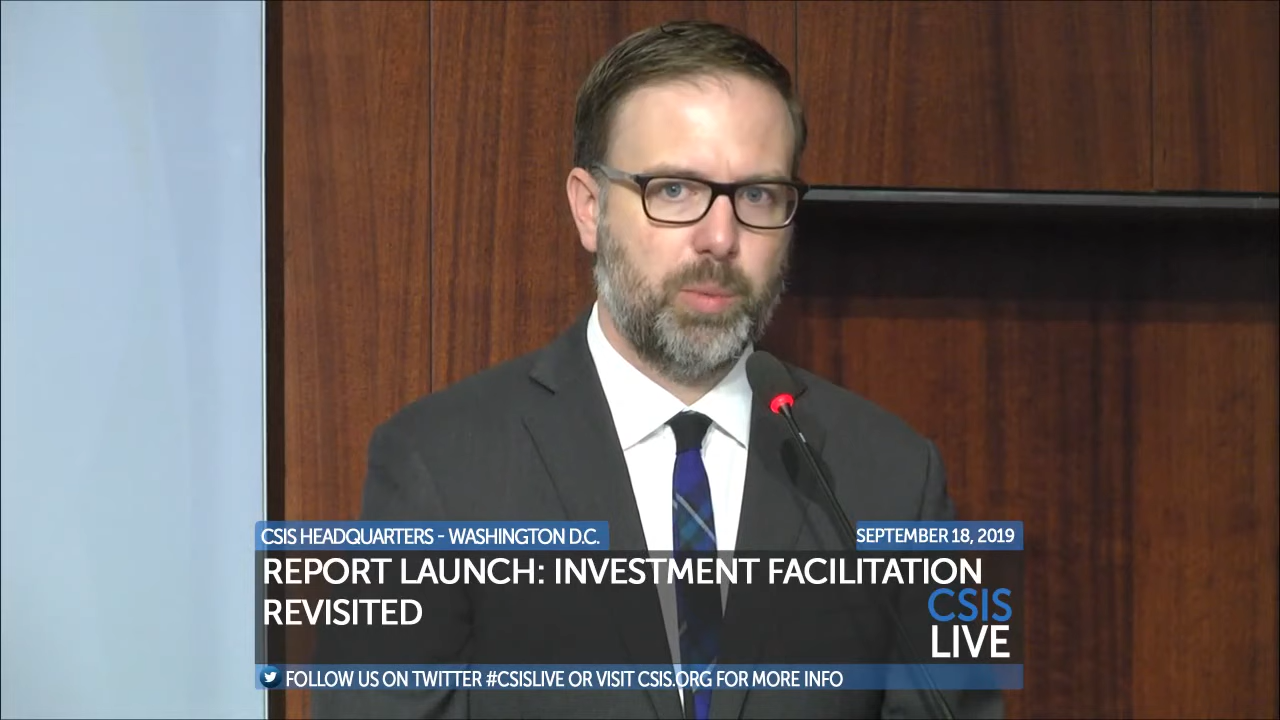 CSIS HEADQUARTERS - WASHINGTON D.C.
SEPTEMBER 18, 2019
REPORT LAUNCH: INVESTMENT FACILITATION
REVISITED
CSIS
LIVE
FOLLOW US ON TWITTER #CSISLIVE OR VISIT CSIS.ORG FOR MORE INFO